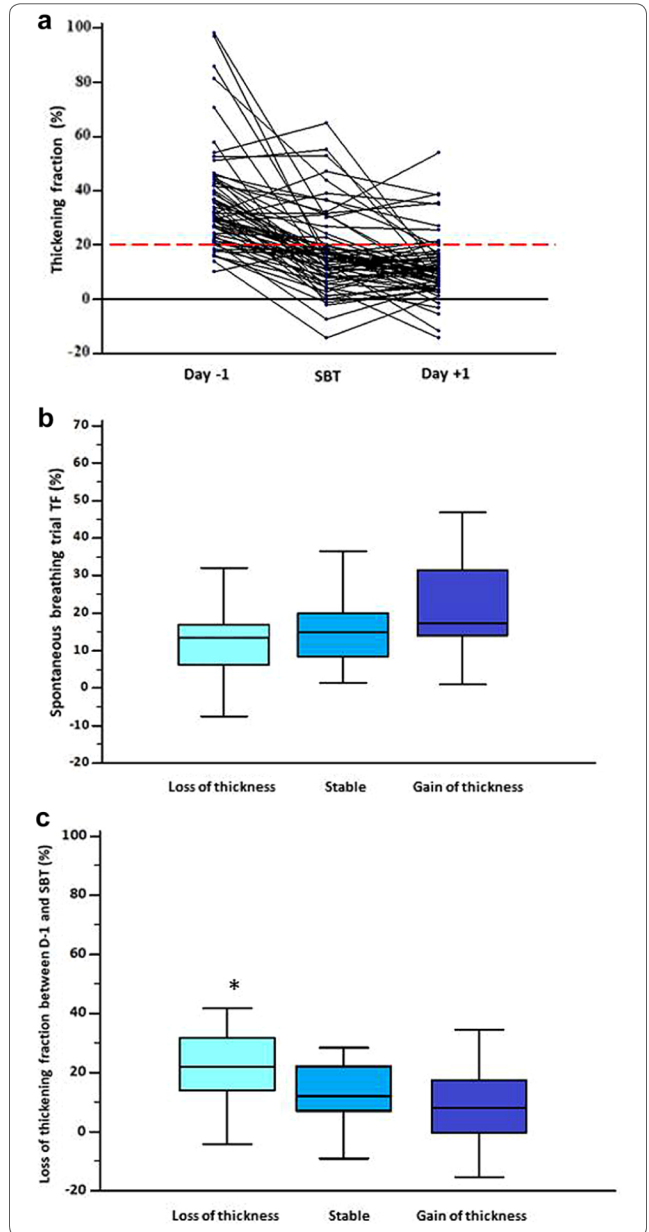 a
Thickening fraction (%)
100
80
60
40
20
0
-20
Day -1 SBT Day +1
b
Spontaneous breathing trial TF (%)
70
60
50
40
30
20
10
0
-10
-20
Loss of thickness Stable Gain of thickness
c
Loss of thickening fraction between D-1 and SBT (%)
100
80
60
40
20
0
-20
*
Loss of thickness Stable Gain of thickness